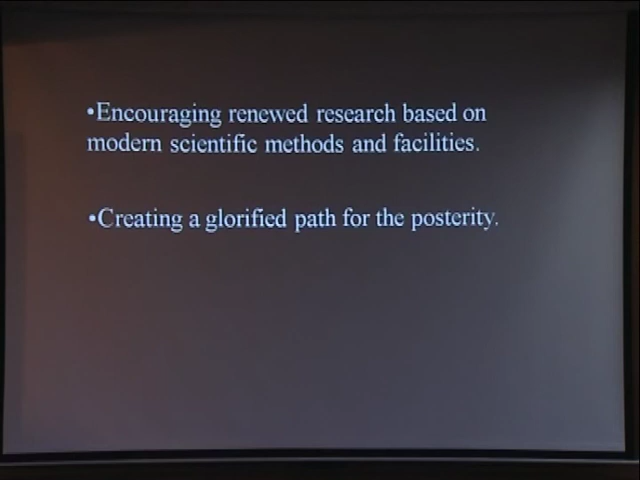 •Encouraging renewed research based on
modern scientific methods and facilities.
•Creating a glorified path for the posterity.